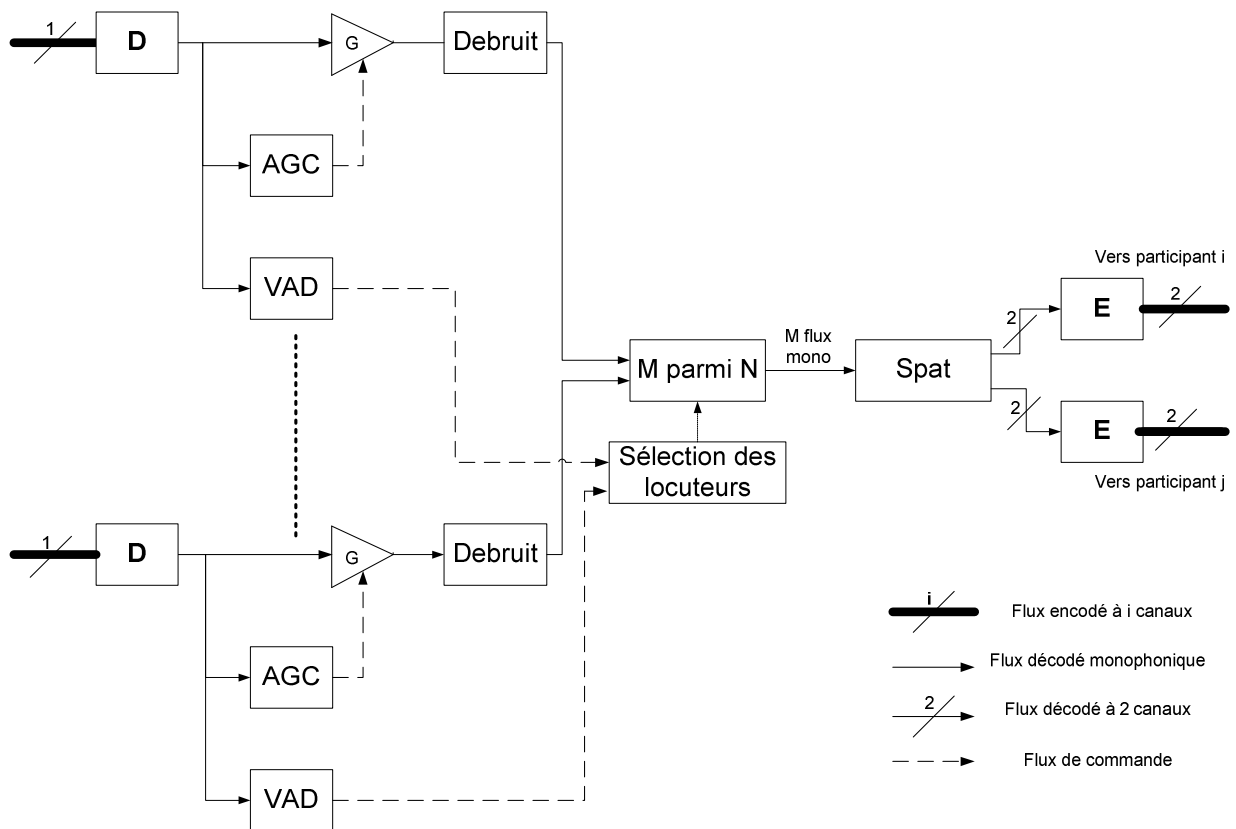 1
D
G
Debruit
AGC
VAD
Vers participant i
E
2
2
M flux
mono
M parmi N
Spat
2
E
2
Vers participant j
Sélection des
locuteurs
1
D
G
Debruit
AGC
VAD
i
Flux encodé à i canaux
Flux décodé monophonique
2
Flux décodé à 2 canaux
Flux de commande